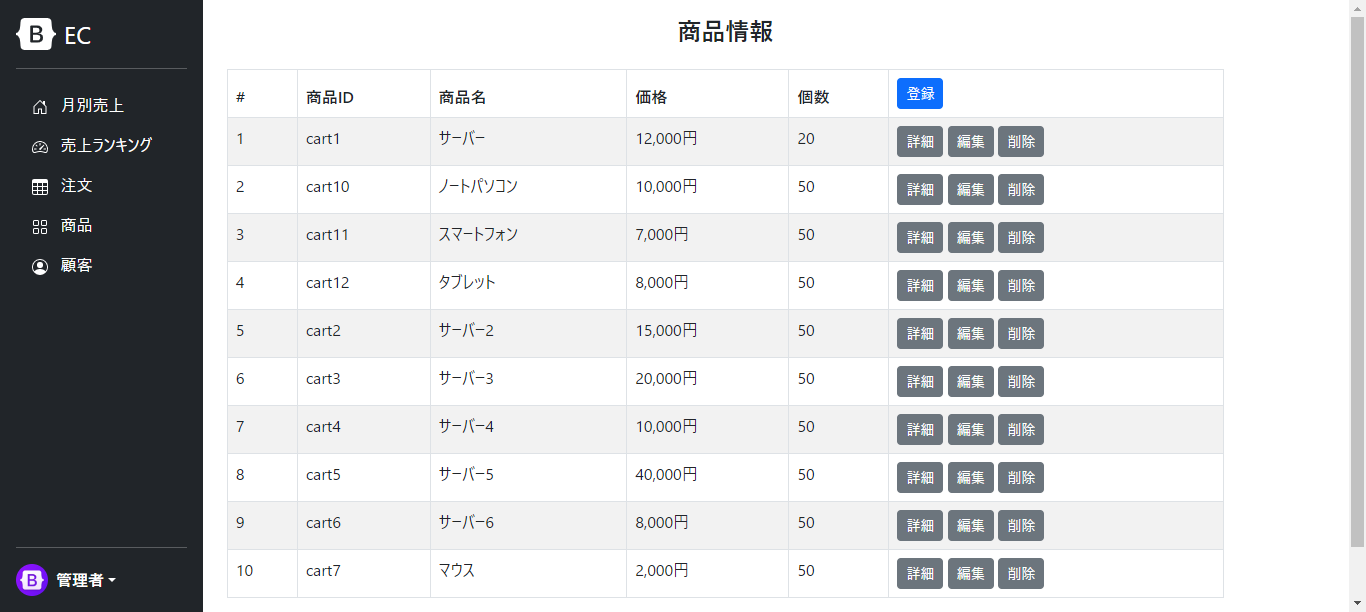 B EC
月別売上
売上ランキング
注文
商品
顧客
B 管理者
商品情報
# 商品ID 商品名 価格 個数 登録
1 cart1 サーバー 12,000円 20 詳細 編集 削除
2 cart10 ノートパソコン 10,000円 50 詳細 編集 削除
3 cart11 スマートフォン 7,000円 50 詳細 編集 削除
4 cart12 タブレット 8,000円 50 詳細 編集 削除
5 cart2 サーバー2 15,000円 50 詳細 編集 削除
6 cart3 サーバー3 20,000円 50 詳細 編集 削除
7 cart4 サーバー4 10,000円 50 詳細 編集 削除
8 cart5 サーバー5 40,000円 50 詳細 編集 削除
9 cart6 サーバー6 8,000円 50 詳細 編集 削除
10 cart7 マウス 2,000円 50 詳細 編集 削除